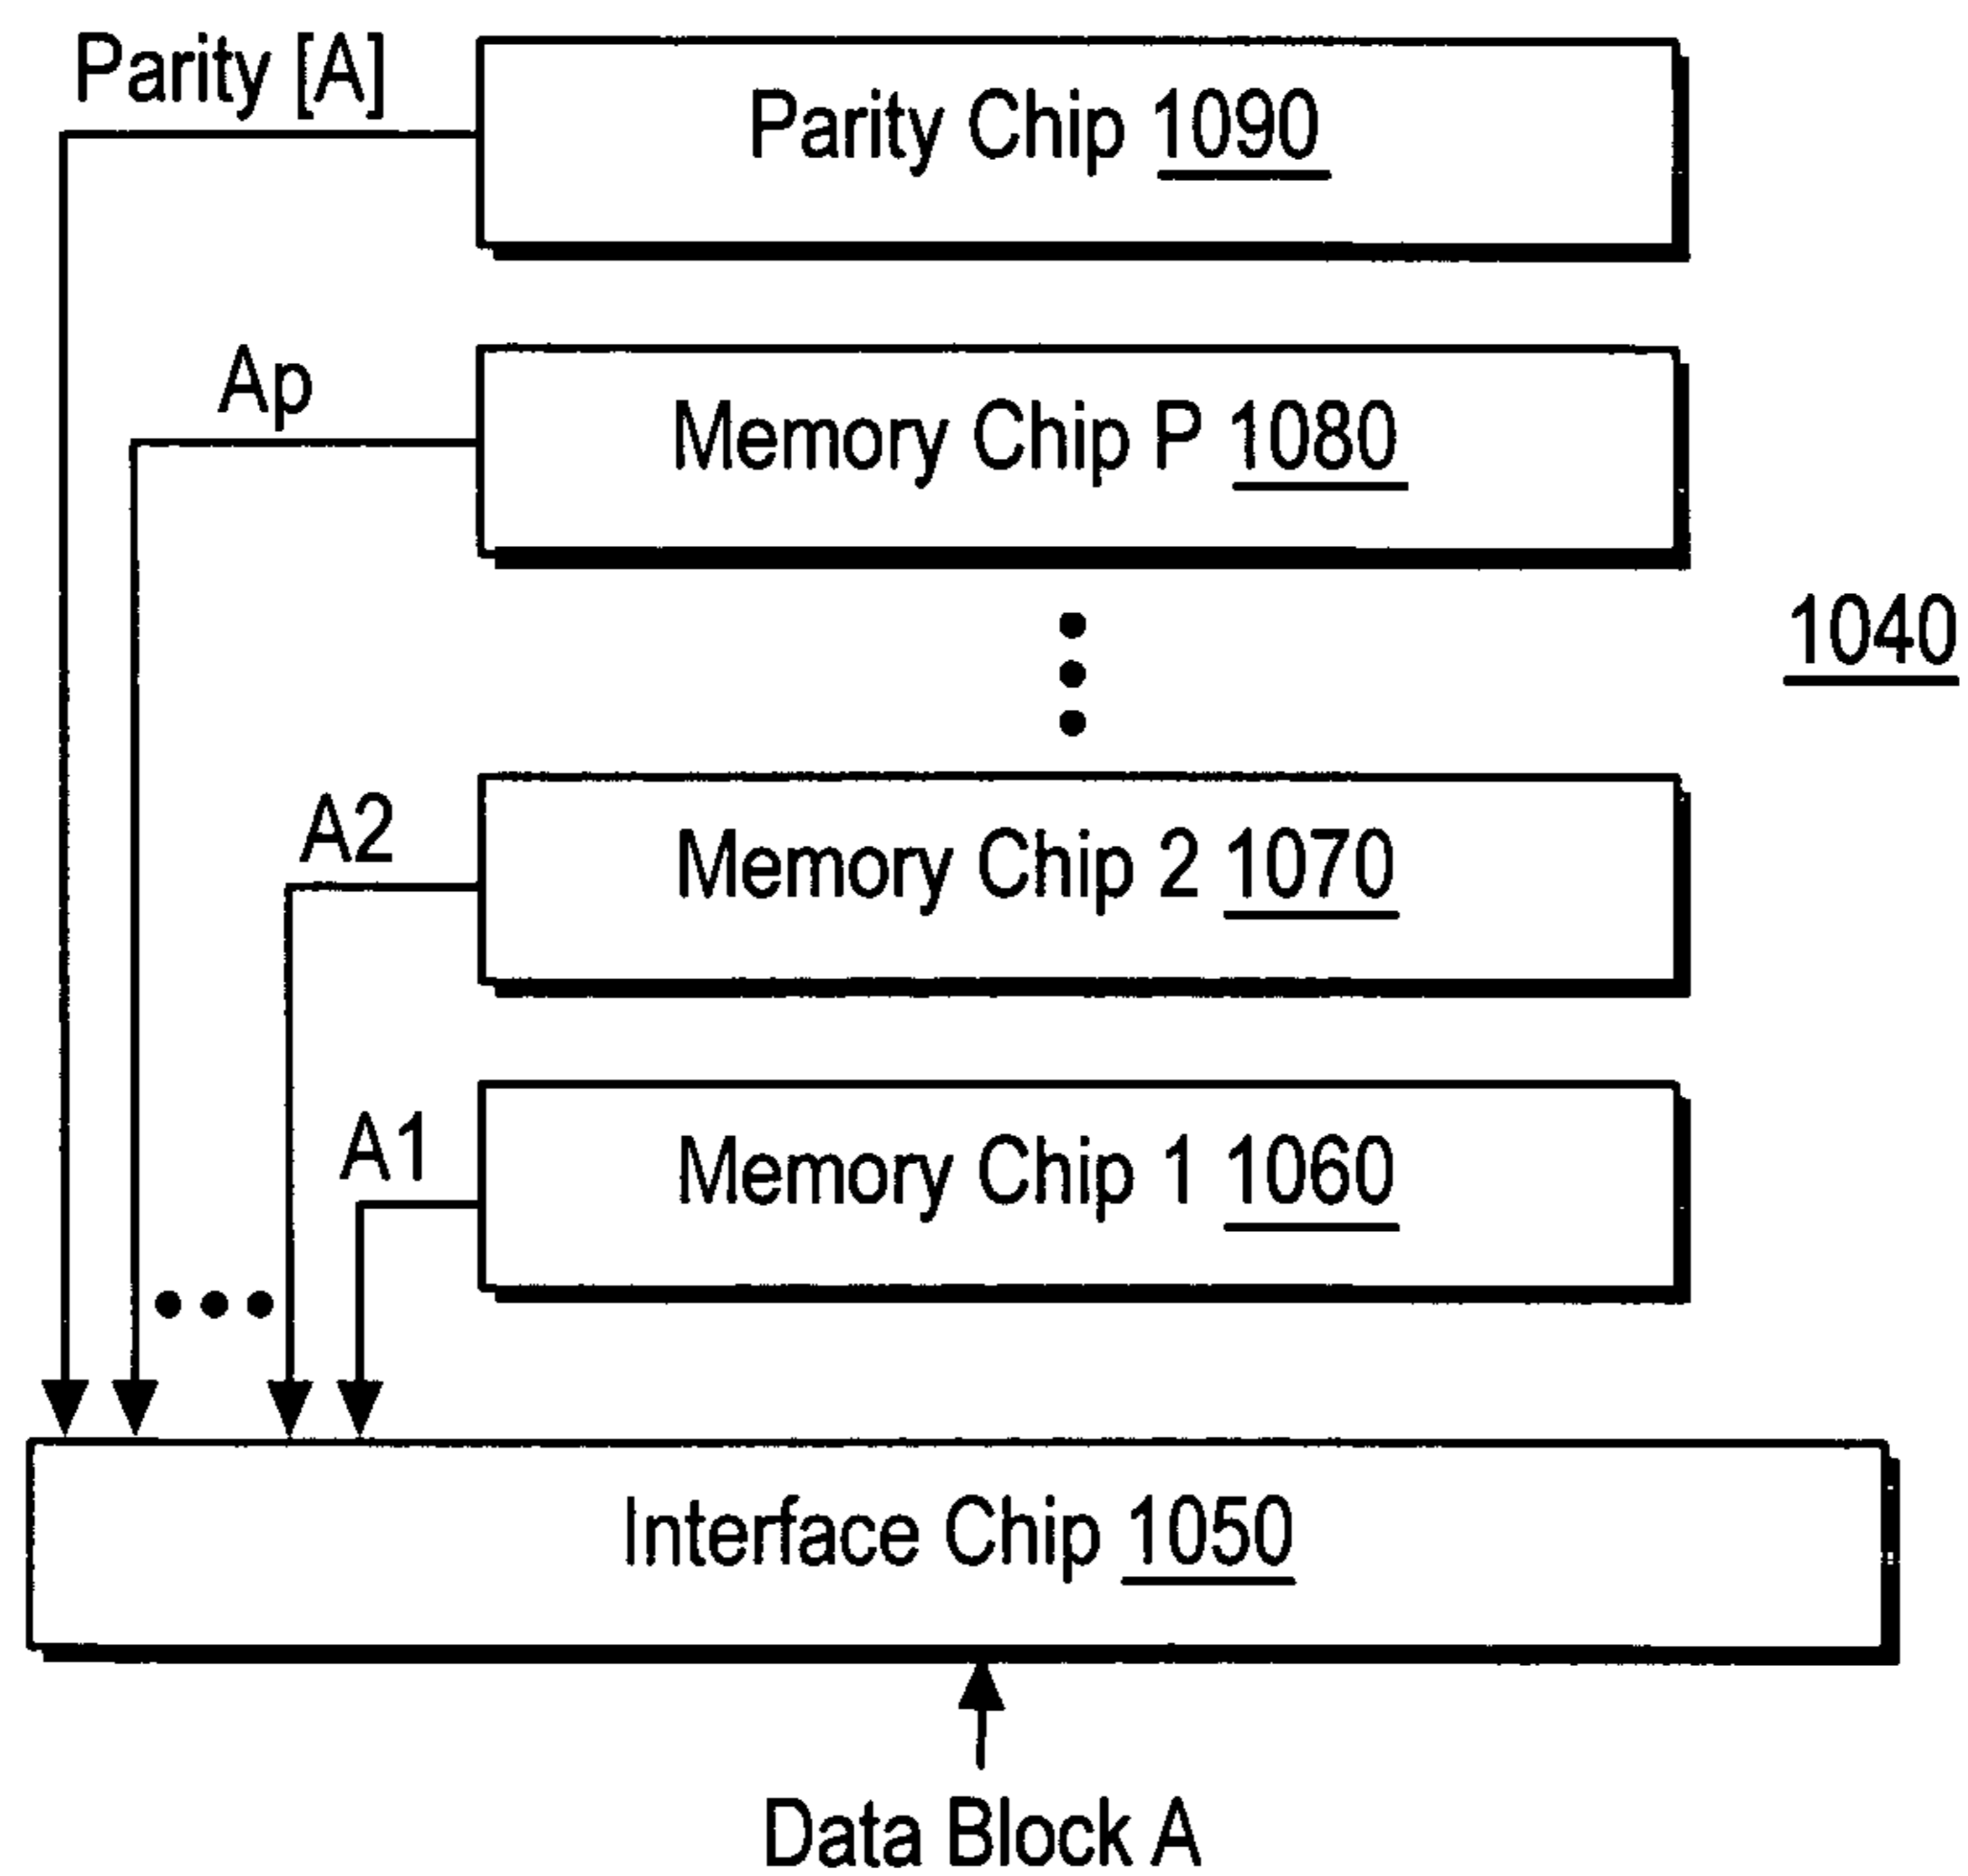 Parity [A]
Parity Chip 1090
Ap
Memory Chip P 1080
1040
A2
Memory Chip 2 1070
A1
Memory Chip 1 1060
Interface Chip 1050
Data Block A